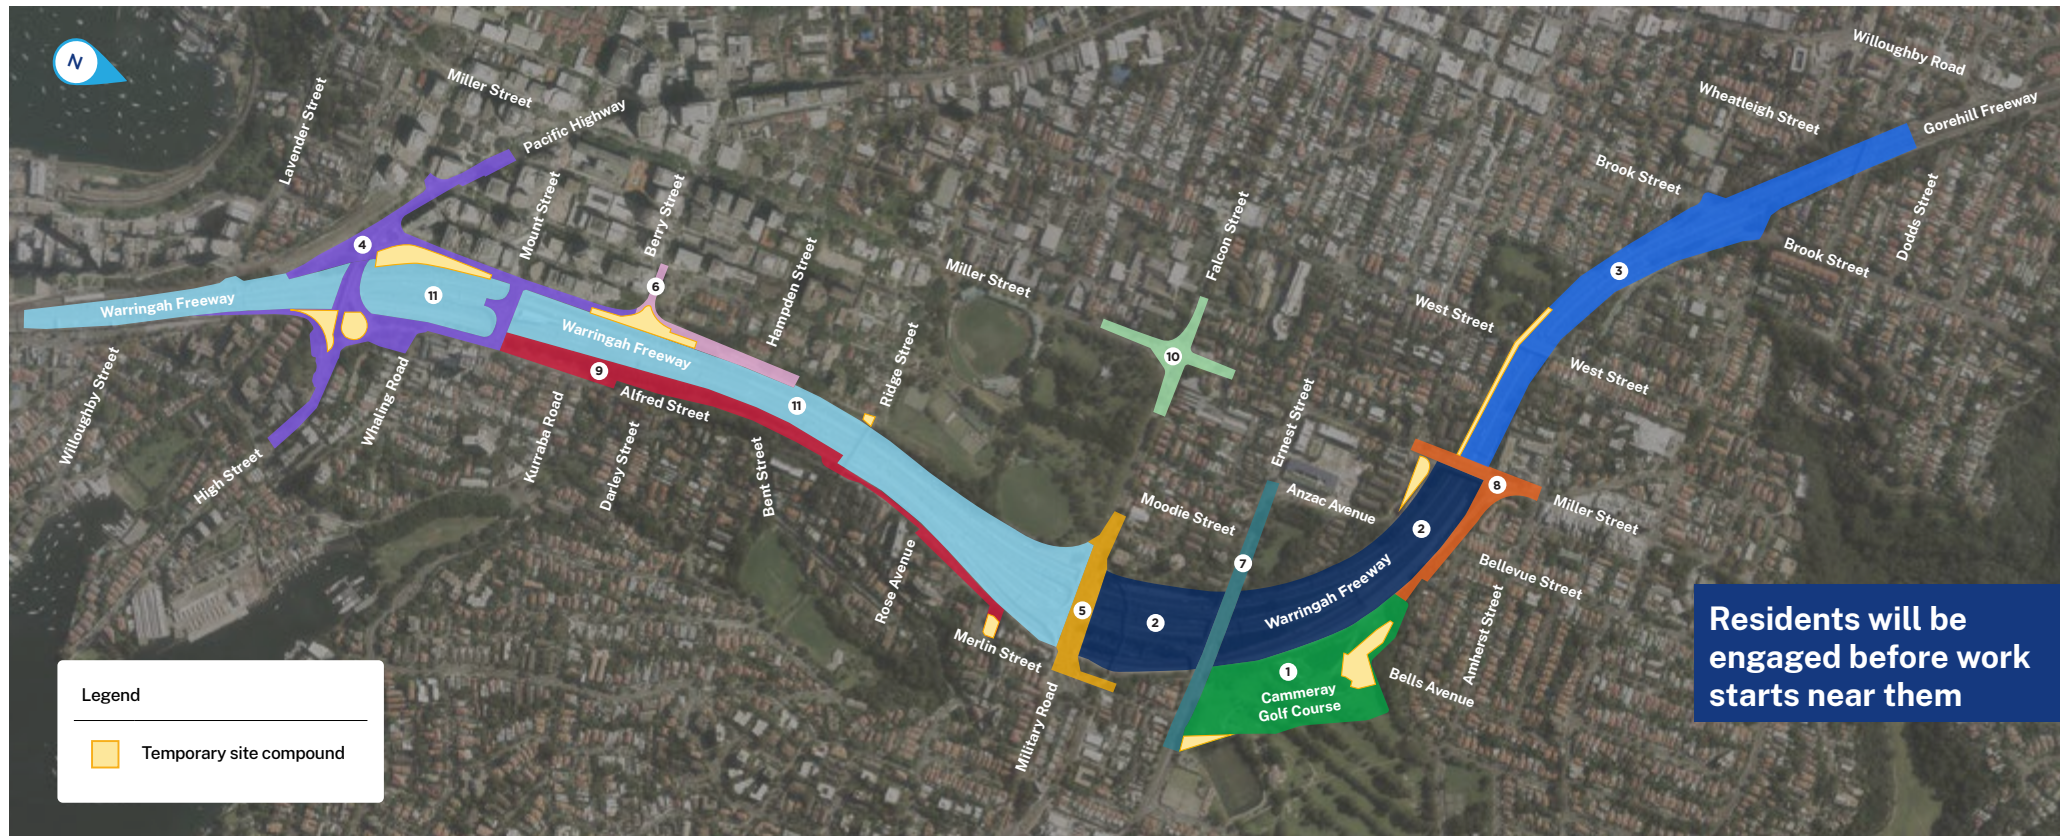 N
Miller Street
Pacific Highway
Lavender Street
Mount Street
Berry Street
Hampden Street
Ridge Street
Miller Street
Falcon Street
Ernest Street
Willoughby Road
Wheatleigh Street
Gorehill Freeway
Brook Street
Brook Street
Dodds Street
West Street
West Street
4
11
6
Warringah Freeway
Warringah Freeway
9
11
10
3
Alfred Street
Willoughby Street
Whaling Road
High Street
Kurraba Road
Darley Street
Bent Street
Rose Avenue
Merlin Street
Military Road
Moodie Street
Anzac Avenue
8
Miller Street
2
7
5
2
Warringah Freeway
Bellevue Street
Amherst Street
1
Cammeray
Golf Course
Bells Avenue
Residents will be
engaged before work
starts near them
Legend
Temporary site compound